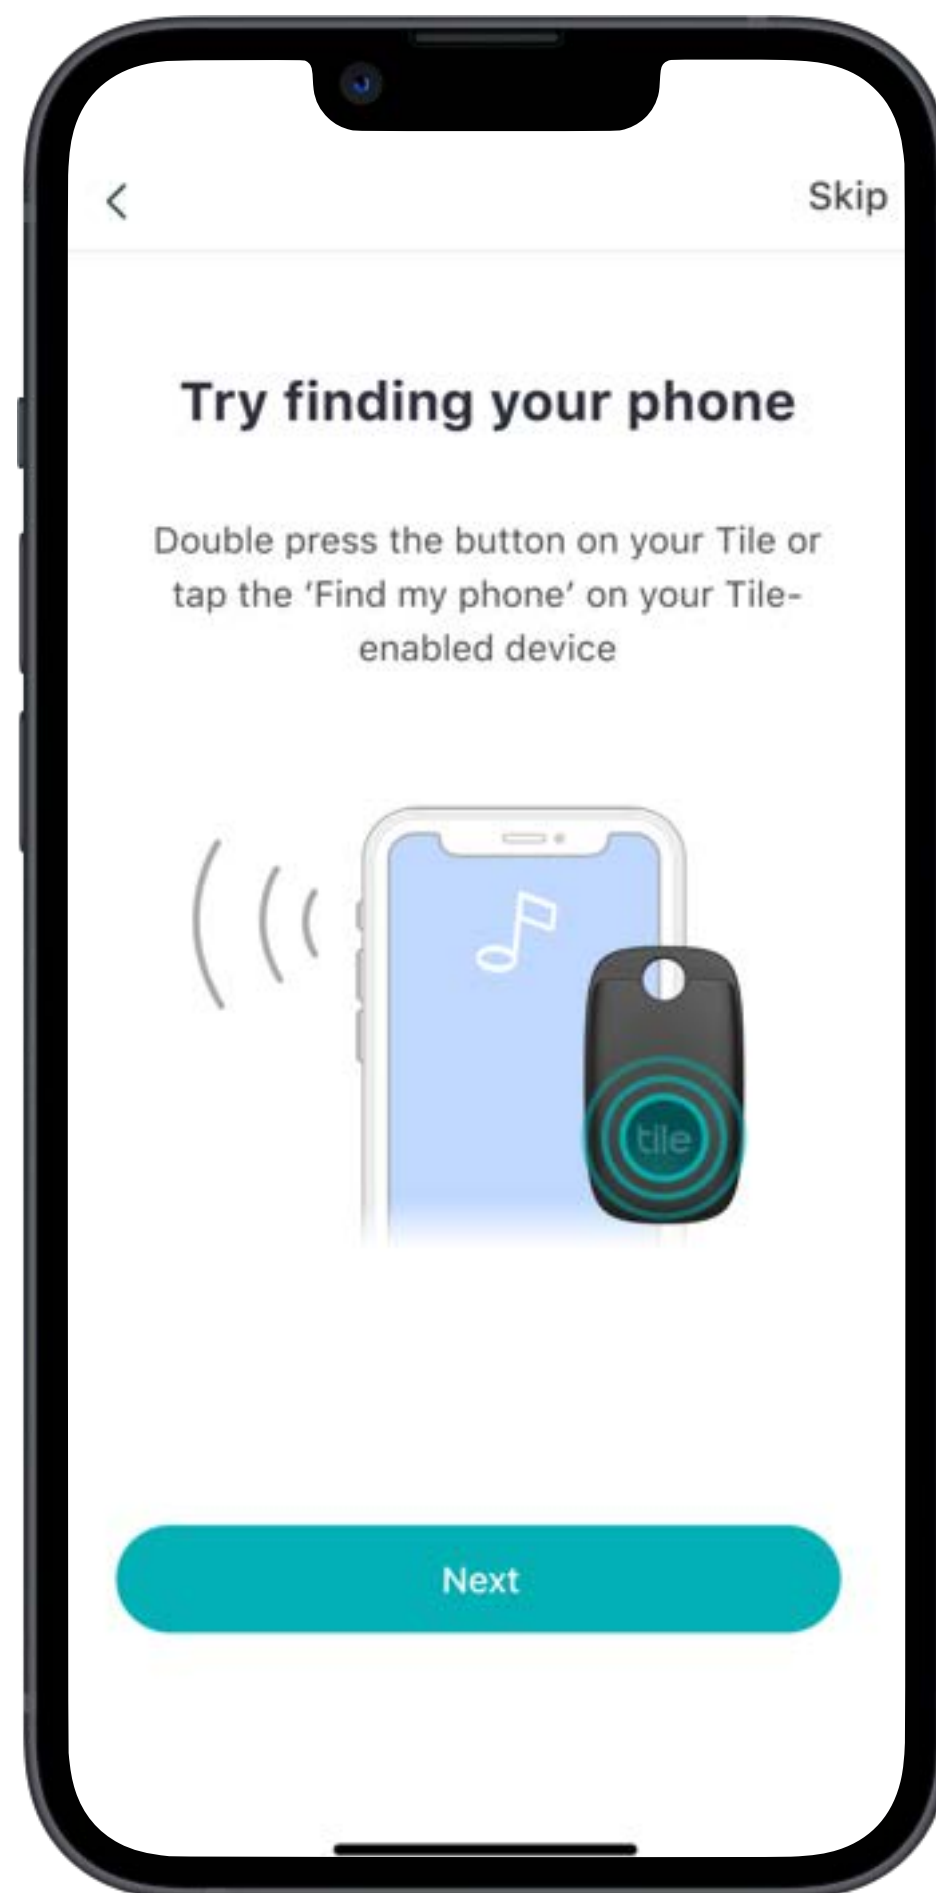 Skip
Try finding your phone
Double press the button on your Tile or
tap the ‘Find my phone’ on your Tile-
enabled device
tile
Next